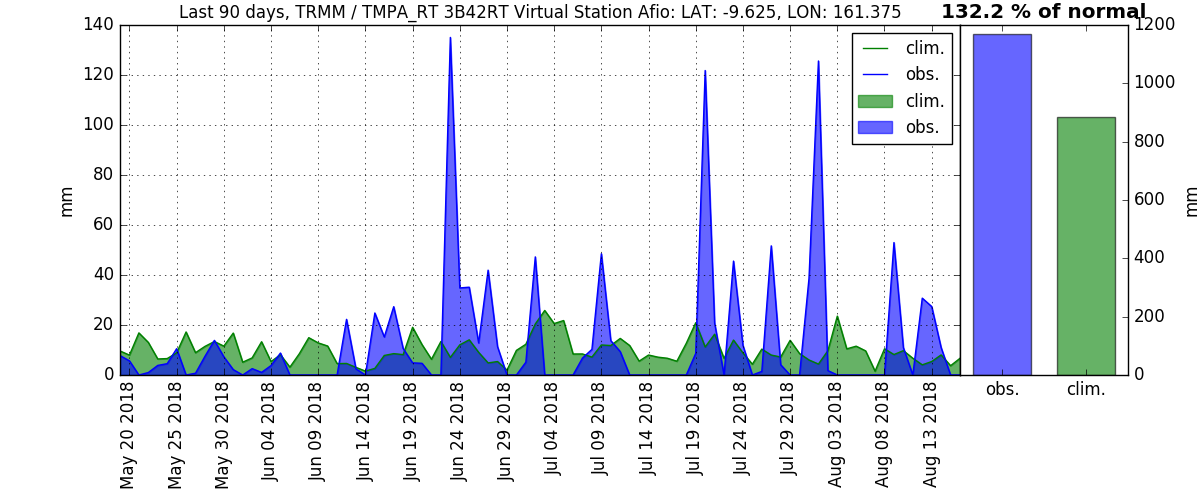 Last 90 days, TRMM / TMPA_RT 3B42RT Virtual Station Afio: LAT: -9.625, LON: 161.375
132.2 % of normal
140
120
100
80
60
40
20
0
mm
clim.
obs.
clim.
obs.
1200
1000
800
600
400
200
0
mm
obs.
clim.
May 20 2018
May 25 2018
May 30 2018
Jun 04 2018
Jun 09 2018
Jun 14 2018
Jun 19 2018
Jun 24 2018
Jun 29 2018
Jul 04 2018
Jul 09 2018
Jul 14 2018
Jul 19 2018
Jul 24 2018
Jul 29 2018
Aug 03 2018
Aug 08 2018
Aug 13 2018